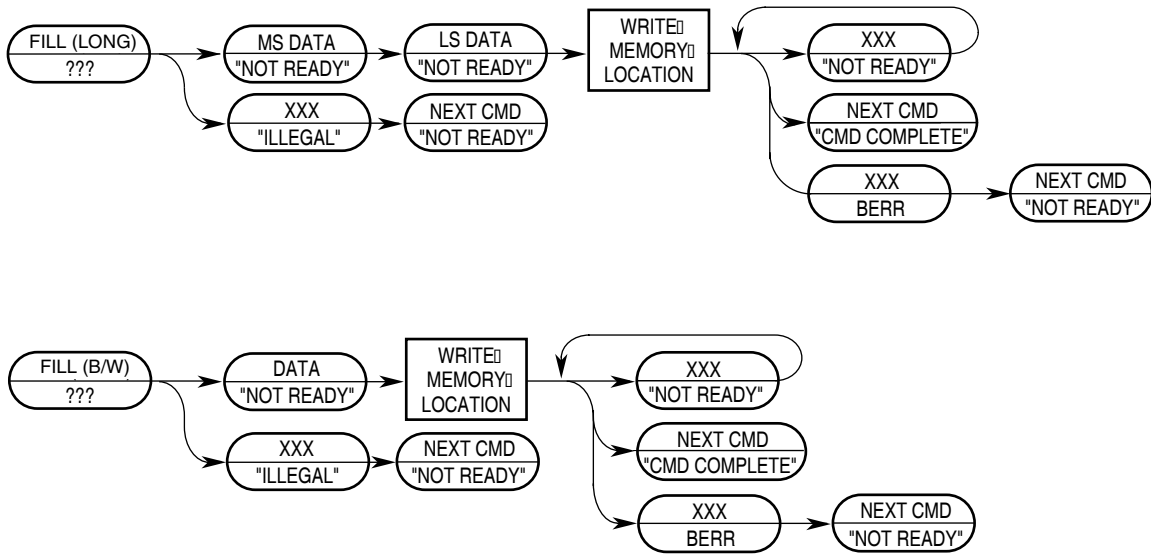 FILL (LONG)
???
MS DATA
"NOT READY"
LS DATA
"NOT READY"
WRITE
MEMORY
LOCATION
XXX
"NOT READY"
XXX
"ILLEGAL"
NEXT CMD
"NOT READY"
NEXT CMD
"CMD COMPLETE"
XXX
BERR
NEXT CMD
"NOT READY"
FILL (B/W)
???
DATA
"NOT READY"
WRITE
MEMORY
LOCATION
XXX
"NOT READY"
XXX
"ILLEGAL"
NEXT CMD
"NOT READY"
NEXT CMD
"CMD COMPLETE"
XXX
BERR
NEXT CMD
"NOT READY"